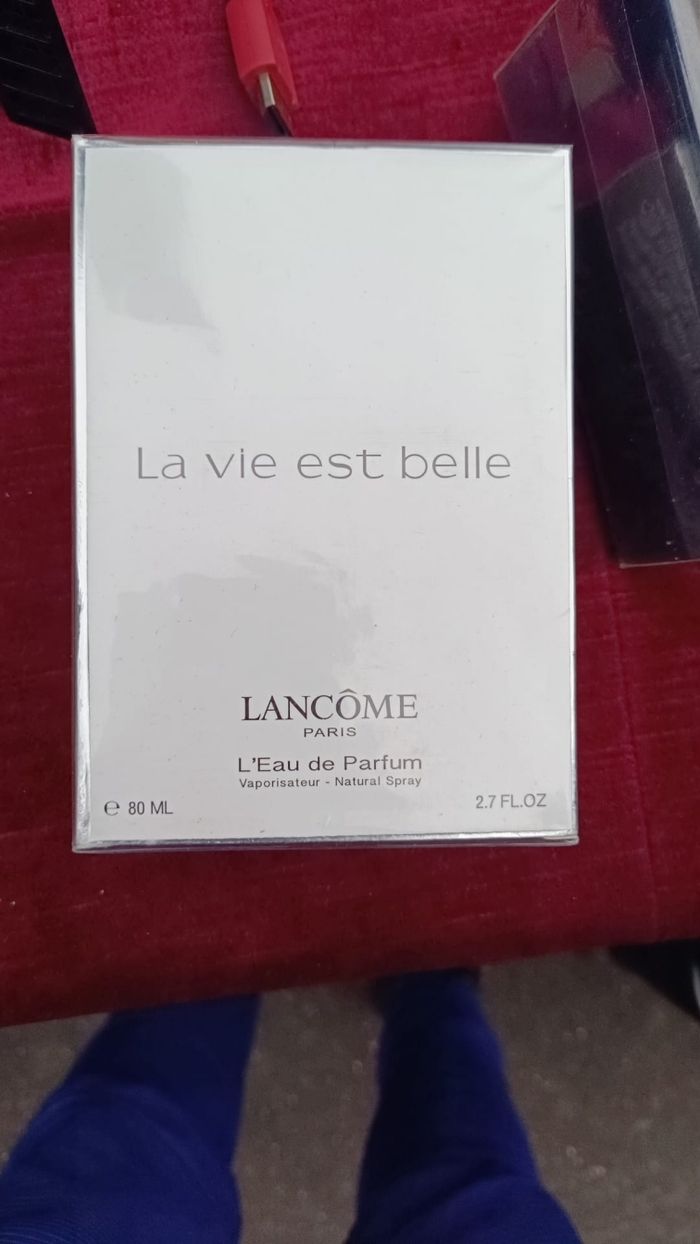 La vie est belle
LANCÔME
PARIS
L'Eau de Parfum
Vaporisateur - Natural Spray
℮ 80 ML
2.7 FL.OZ